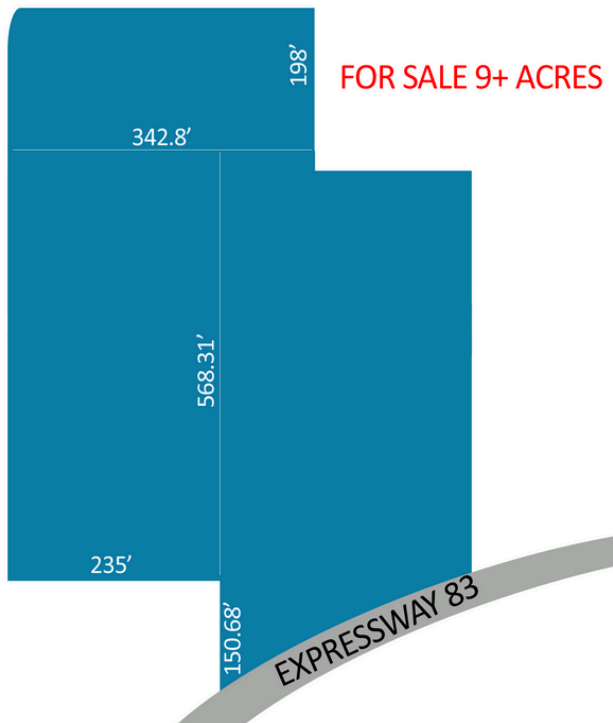 198’
FOR SALE 9+ ACRES
342.8’
568.31’
235’
150.68’
EXPRESSWAY 83